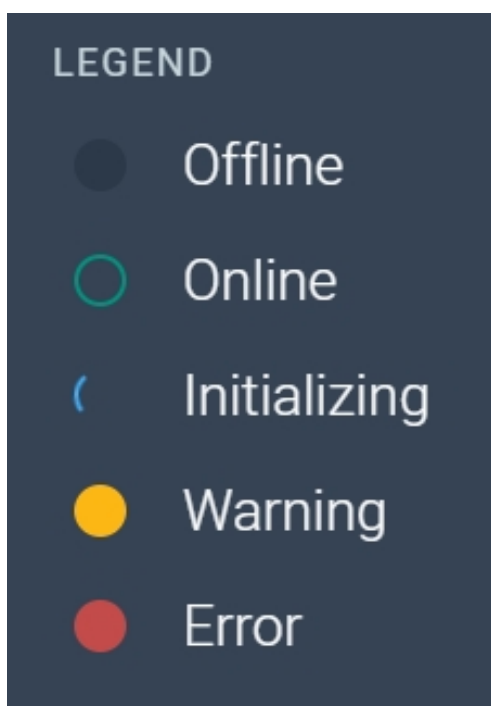 LEGEND
Offline
Online
Initializing
Warning
Error